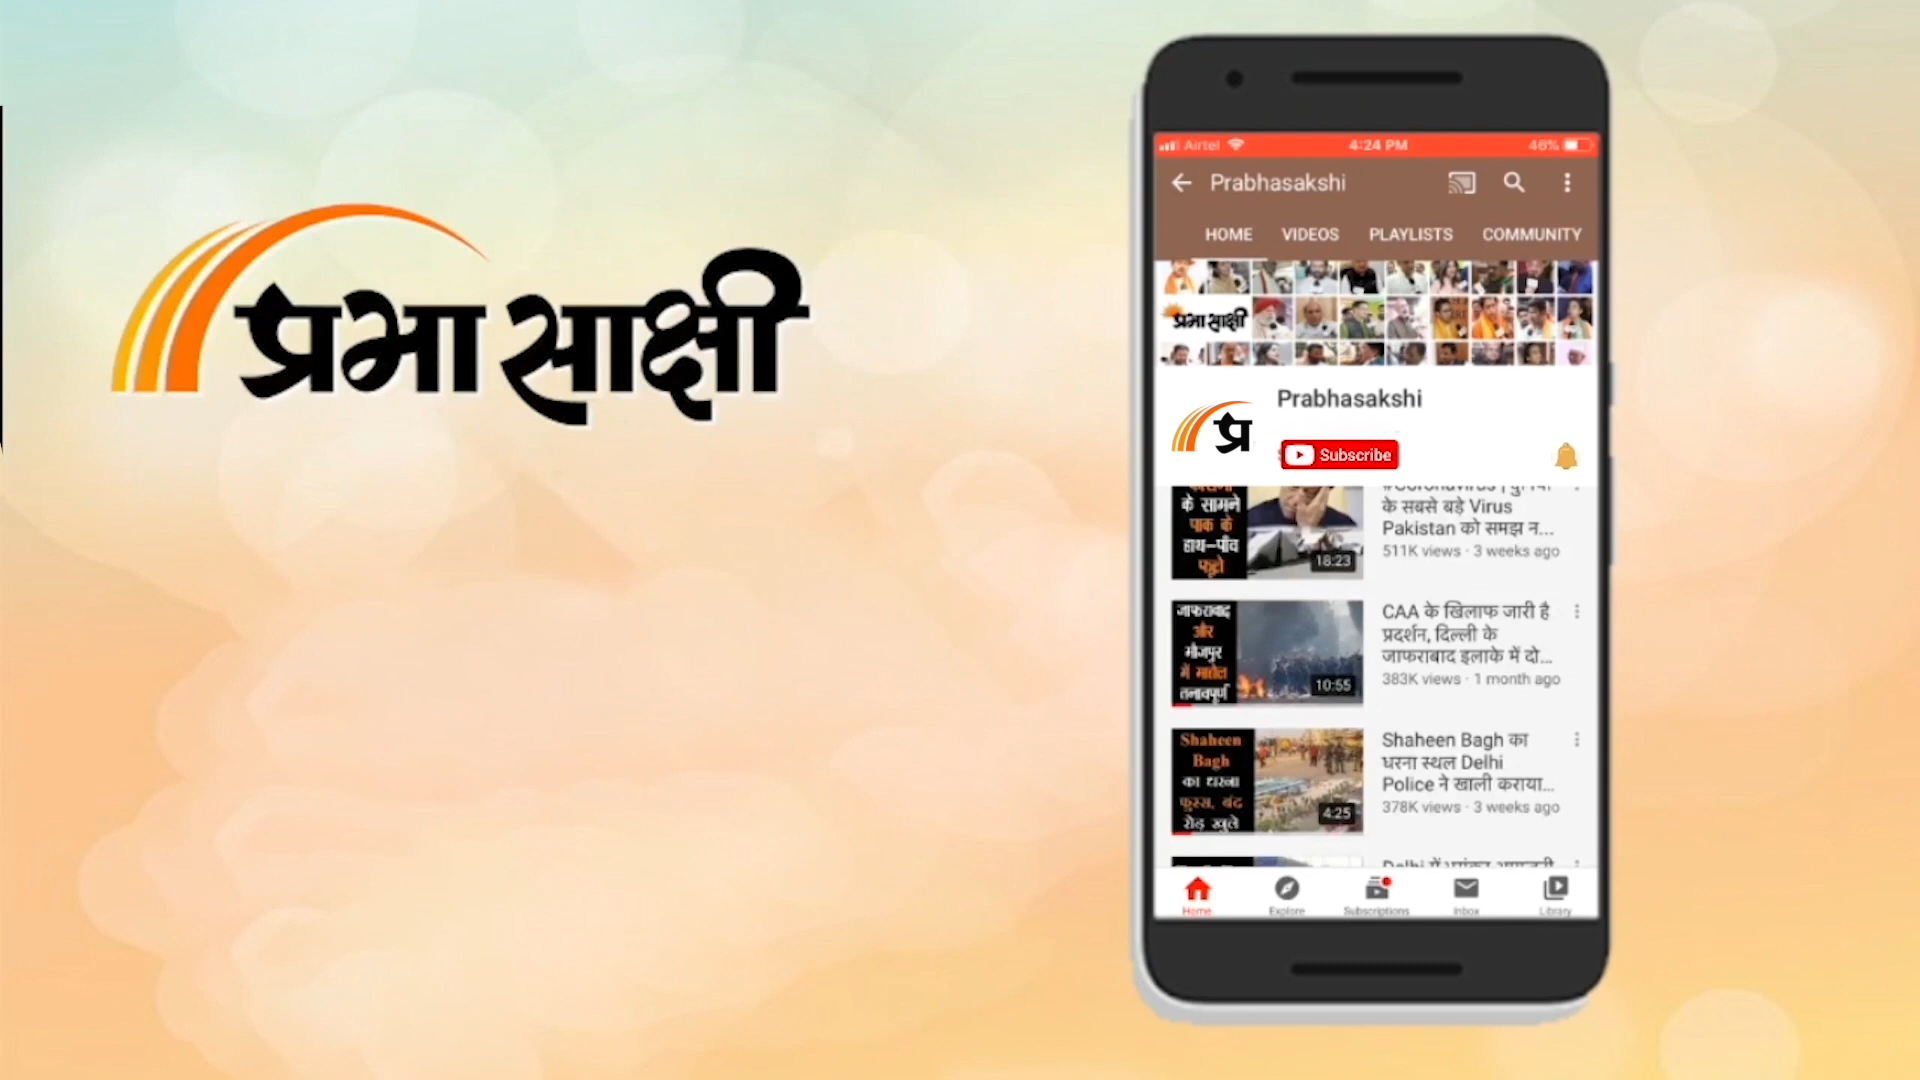 प्रभासाक्षी
Airtel 4:24 PM 46%
Prabhasakshi
HOME VIDEOS PLAYLISTS COMMUNITY
प्रभासाक्षी
Prabhasakshi
प्र
Subscribe
के सामने
पाक के
हाथ-पाँव
फूले
18:23
#Coronavirus |
के सबसे बड़े Virus
Pakistan को समझ न...
511K views · 3 weeks ago
जाफराबाद
और
मौजपुर
में माहौल
तनावपूर्ण
10:55
CAA के खिलाफ जारी है
प्रदर्शन, दिल्ली के
जाफराबाद इलाके में दो...
383K views · 1 month ago
Shaheen
Bagh
का धरना
फुस्स, बंद
रोड खुले
4:25
Shaheen Bagh का
धरना स्थल Delhi
Police ने खाली कराया...
378K views · 3 weeks ago
Delhi में
Home Explore Subscriptions Inbox Library